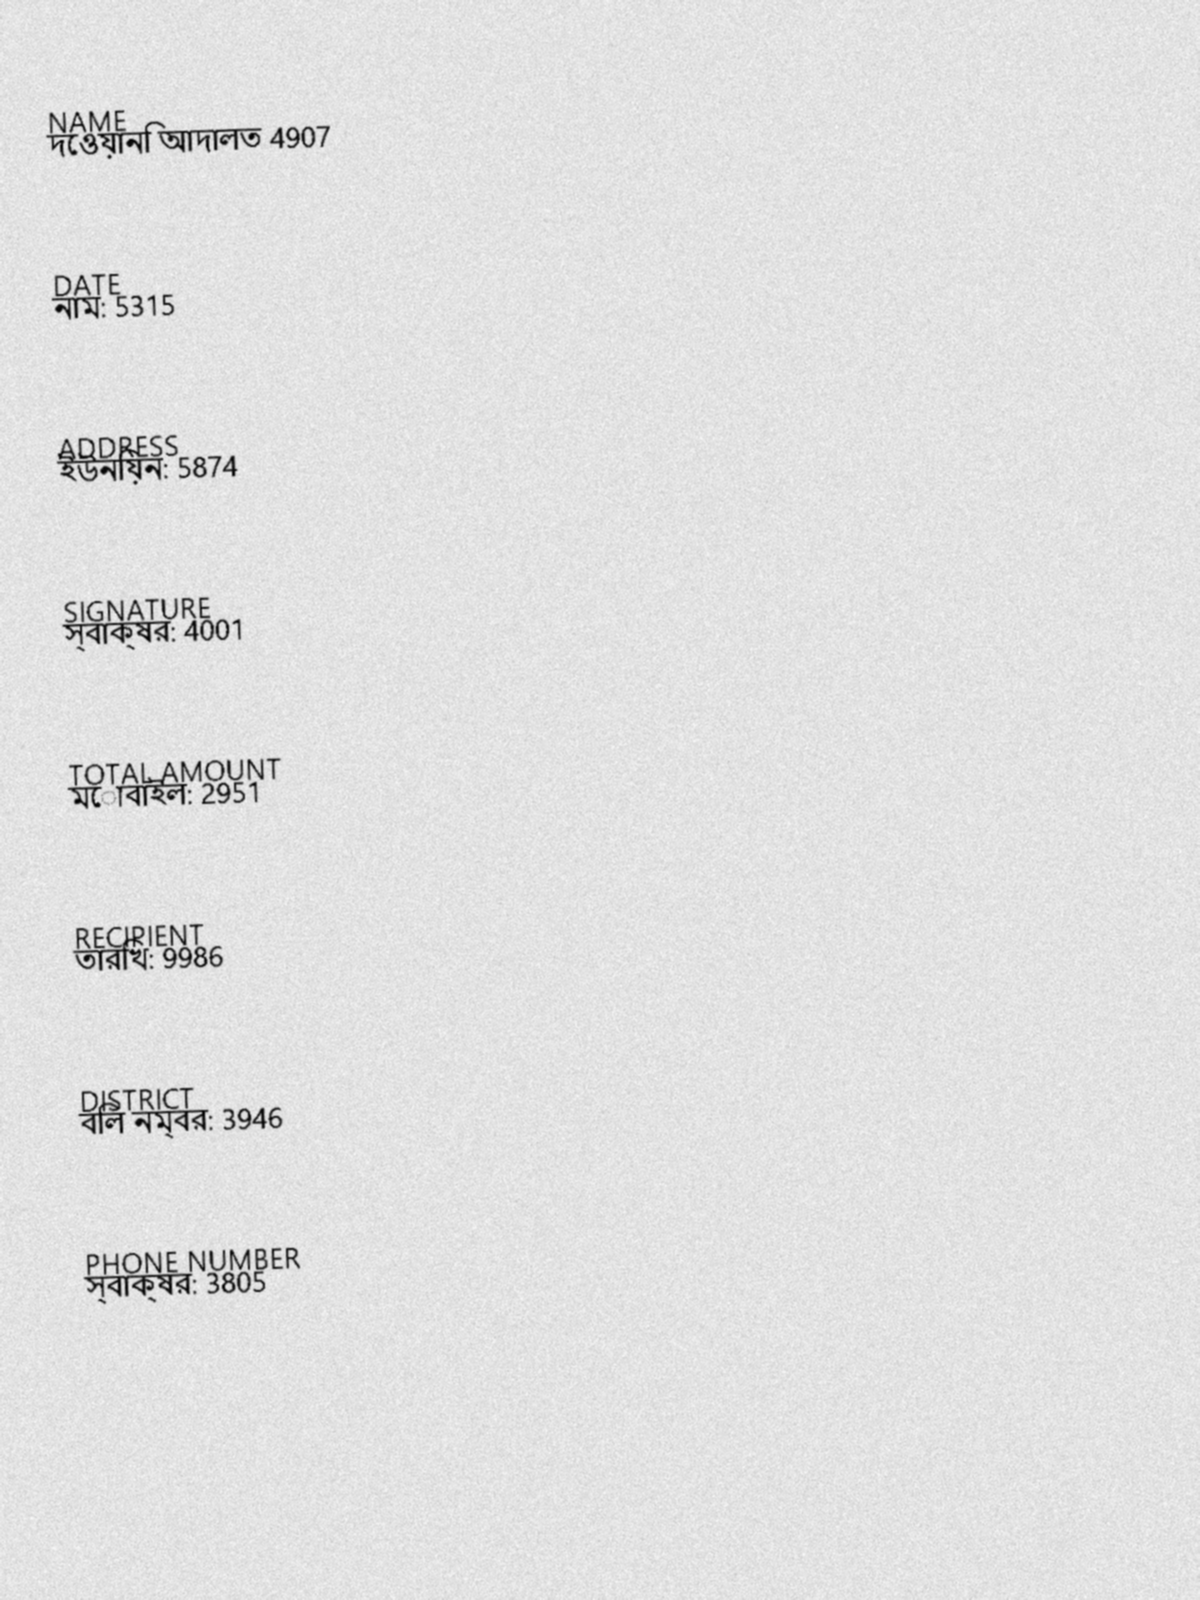 NAME
দেওয়ানি আদালত 4907
DATE
নাম: 5315
ADDRESS
ইউনিয়ন: 5874
SIGNATURE
স্বাক্ষর: 4001
TOTAL AMOUNT
মোবাইল: 2951
RECIPIENT
তারিখ: 9986
DISTRICT
বিল নম্বর: 3946
PHONE NUMBER
স্বাক্ষর: 3805